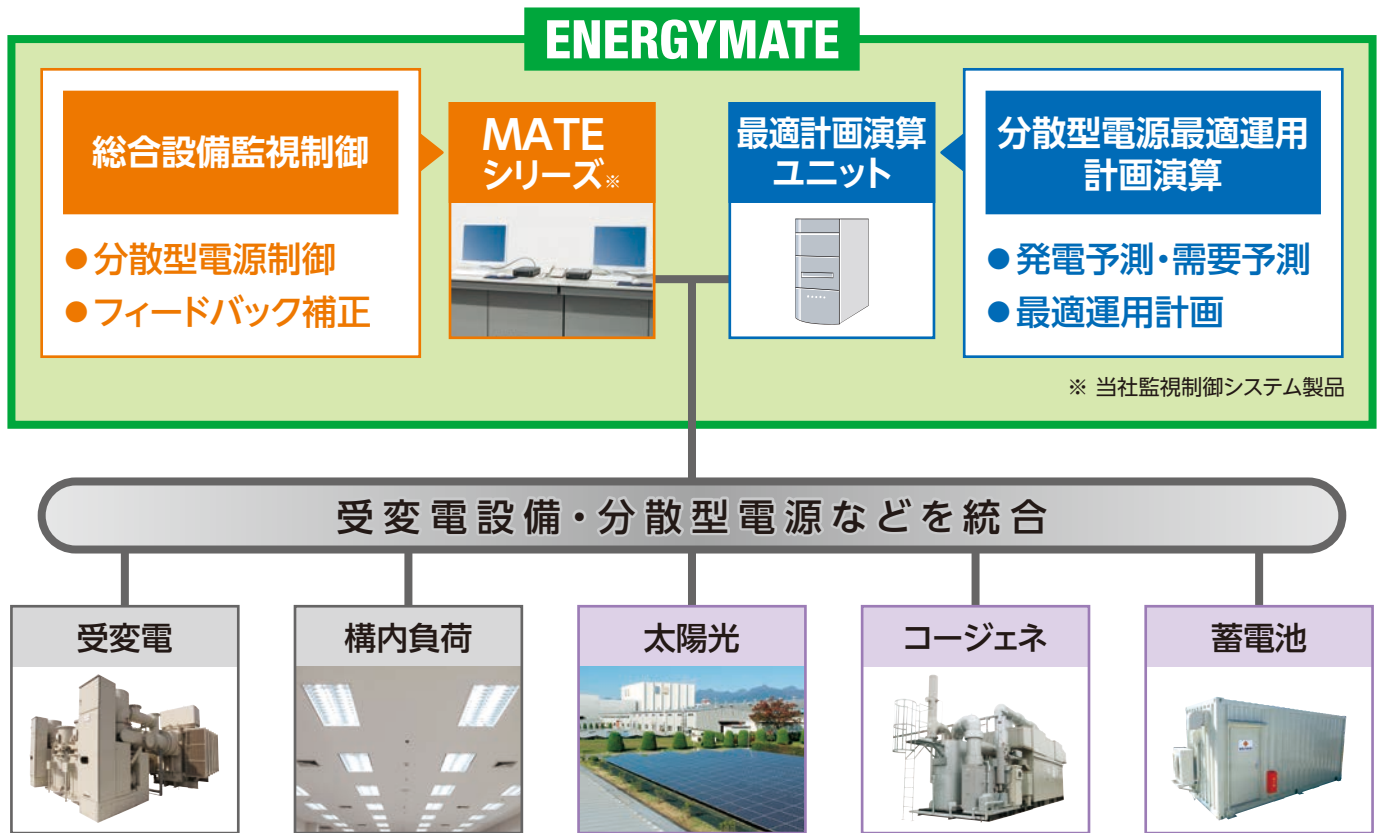 ENERGYMATE
総合設備監視制御
●分散型電源制御
●フィードバック補正
MATE
シリーズ※
最適計画演算
ユニット
分散型電源最適運用
計画演算
●発電予測・需要予測
●最適運用計画
※ 当社監視制御システム製品
受変電設備・分散型電源などを統合
受変電
構内負荷
太陽光
コージェネ
蓄電池